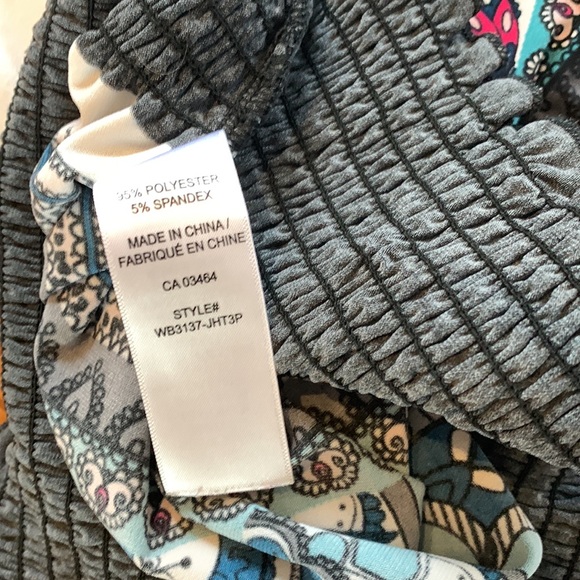 95% POLYESTER
5% SPANDEX
MADE IN CHINA /
FABRIQUÉ EN CHINE
CA 03464
STYLE#
WB3137-JHT3P